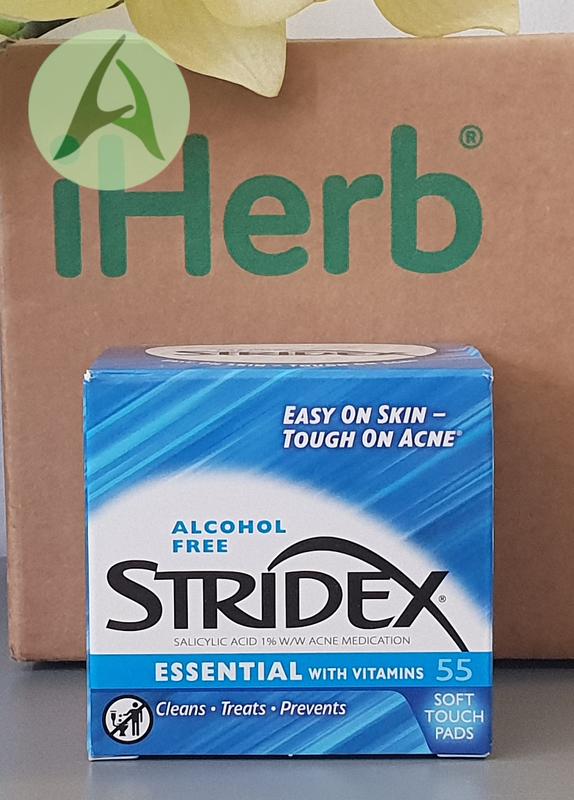 iHerb®
STRIDEX
EASY ON SKIN –
TOUGH ON ACNE®
ALCOHOL
FREE
STRIDEX®
SALICYLIC ACID 1% W/W ACNE MEDICATION
ESSENTIAL WITH VITAMINS 55
Cleans • Treats • Prevents
SOFT
TOUCH
PADS